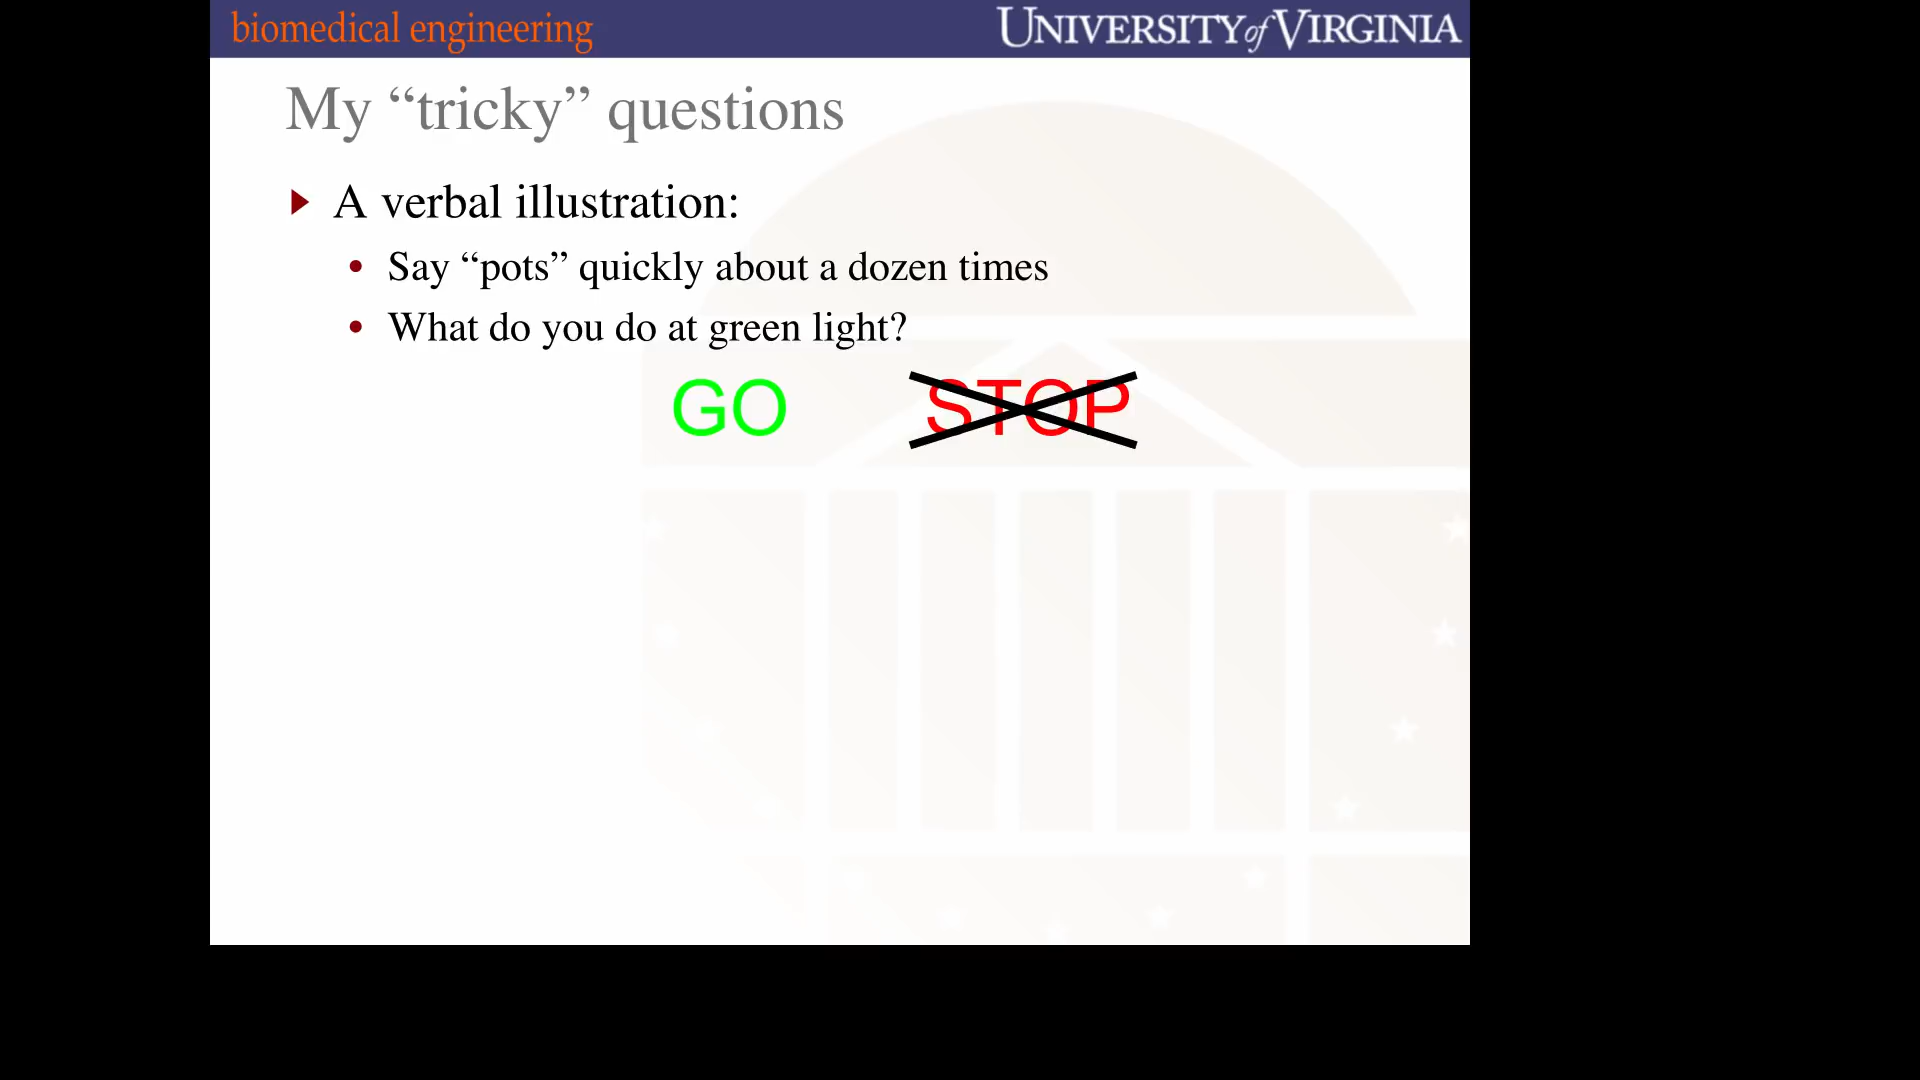 biomedical engineering
UNIVERSITY of VIRGINIA
My “tricky” questions
A verbal illustration:
• Say “pots” quickly about a dozen times
• What do you do at green light?
GO STOP